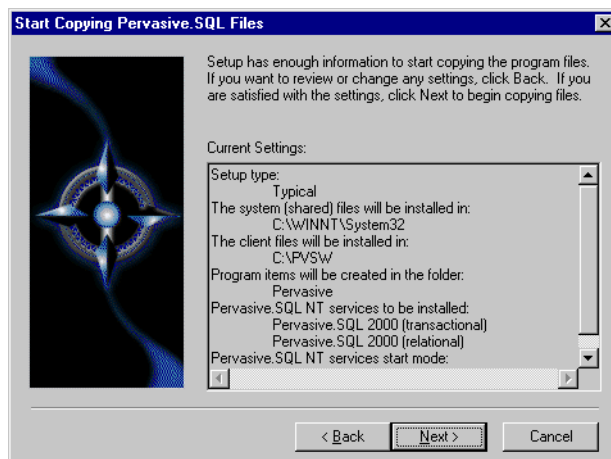 Start Copying Pervasive.SQL Files
Setup has enough information to start copying the program files.
If you want to review or change any settings, click Back. If you
are satisfied with the settings, click Next to begin copying files.
Current Settings:
Setup type:
Typical
The system (shared) files will be installed in:
C:\WINNT\System32
The client files will be installed in:
C:\PVSW
Program items will be created in the folder:
Pervasive
Pervasive.SQL NT services to be installed:
Pervasive.SQL 2000 (transactional)
Pervasive.SQL 2000 (relational)
Pervasive.SQL NT services start mode:
< Back Next > Cancel